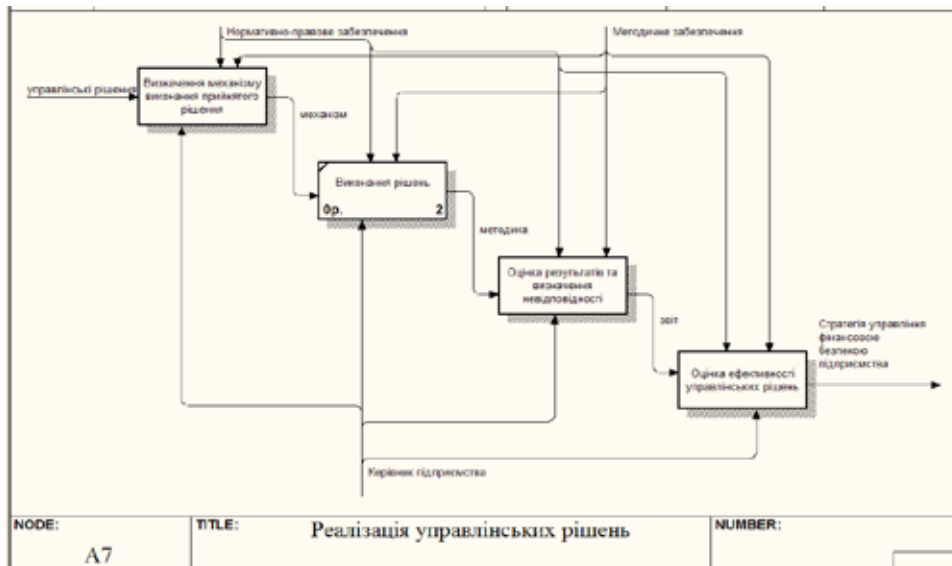 Нормативно-правове забезпечення
Методичне забезпечення
управлінські рішення
Визначення механізму
виконання прийнятого
рішення
механізм
Виконання рішень
0р.
2
методика
Оцінка результатів та
визначення
невідповідності
звіт
Стратегія управління
фінансовою
безпекою
підприємства
Оцінка ефективності
управлінських рішень
Керівник підприємства
NODE:
TITLE:
Реалізація управлінських рішень
NUMBER:
A7